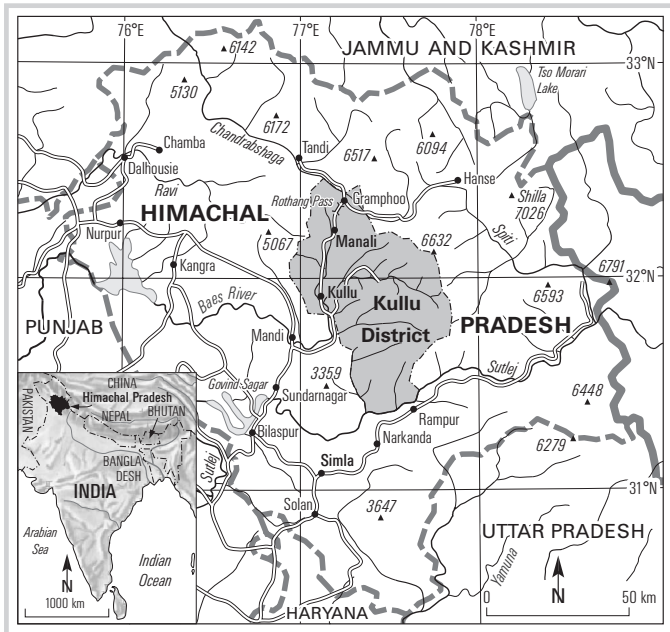 76°E
77°
78°
6142
JAMMU AND KASHMIR
33°N
Tso Morari
Lake
5130
6172
Chandrabshaga
Chamba
Tandi
6517
6094
Dalhousie
Hanse
Ravi
Rothang Pass
Gramphoo
Shilla
7026
HIMACHAL
Nurpur
5067
Manali
6632
Spiti
Kangra
32°N
6791
Kullu
6593
Baes River
Kullu
District
PUNJAB
PRADESH
Mandi
Sutlej
Govind Sagar
3359
Sundarnagar
6448
Rampur
Bilaspur
Narkanda
6279
Simla
Sutlej
31°N
Solan
3647
UTTAR PRADESH
Yamuna
HARYANA
N
0
50 km
CHINA
Himachal Pradesh
PAKISTAN
NEPAL
BHUTAN
BANGLA
DESH
INDIA
Arabian
Sea
Indian
Ocean
N
1000 km